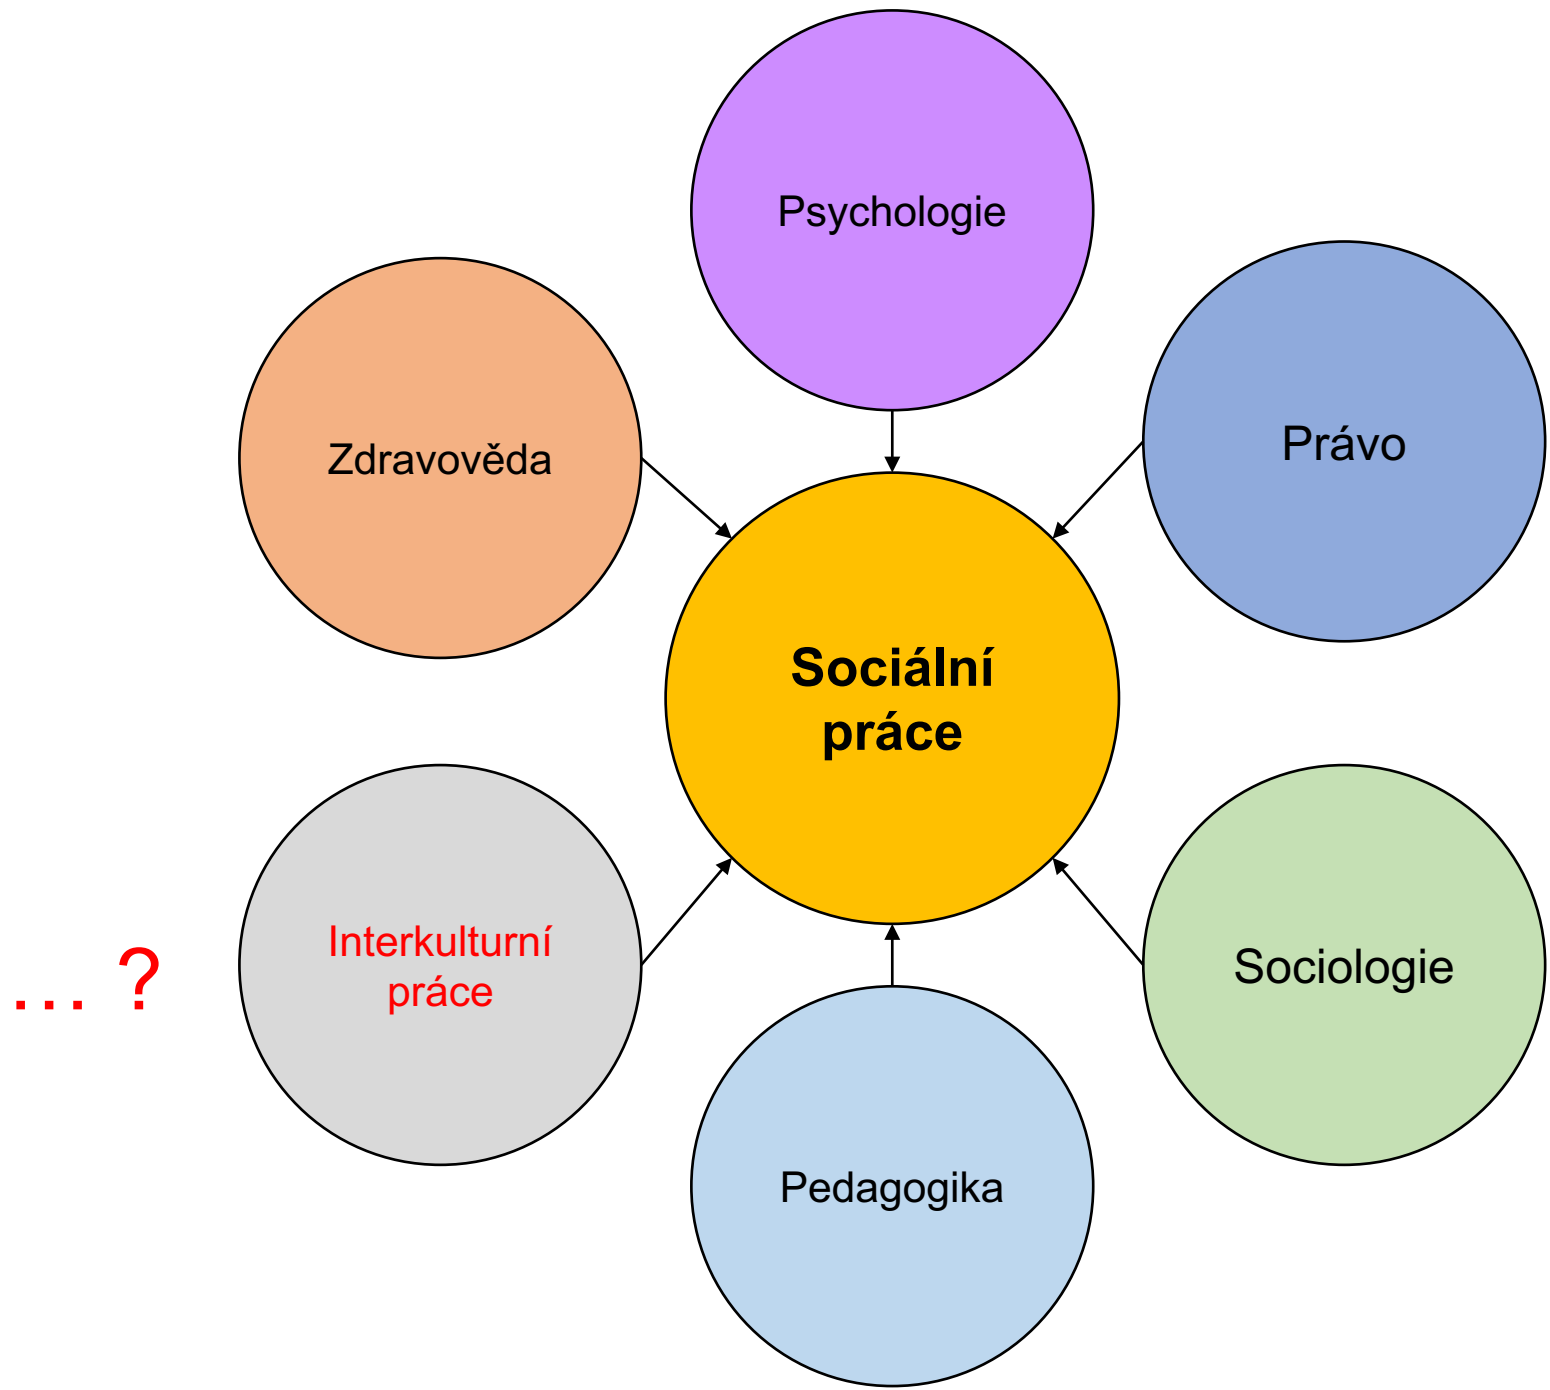 Psychologie
Zdravověda
Právo
Sociální
práce
Interkulturní
práce
... ?
Sociologie
Pedagogika